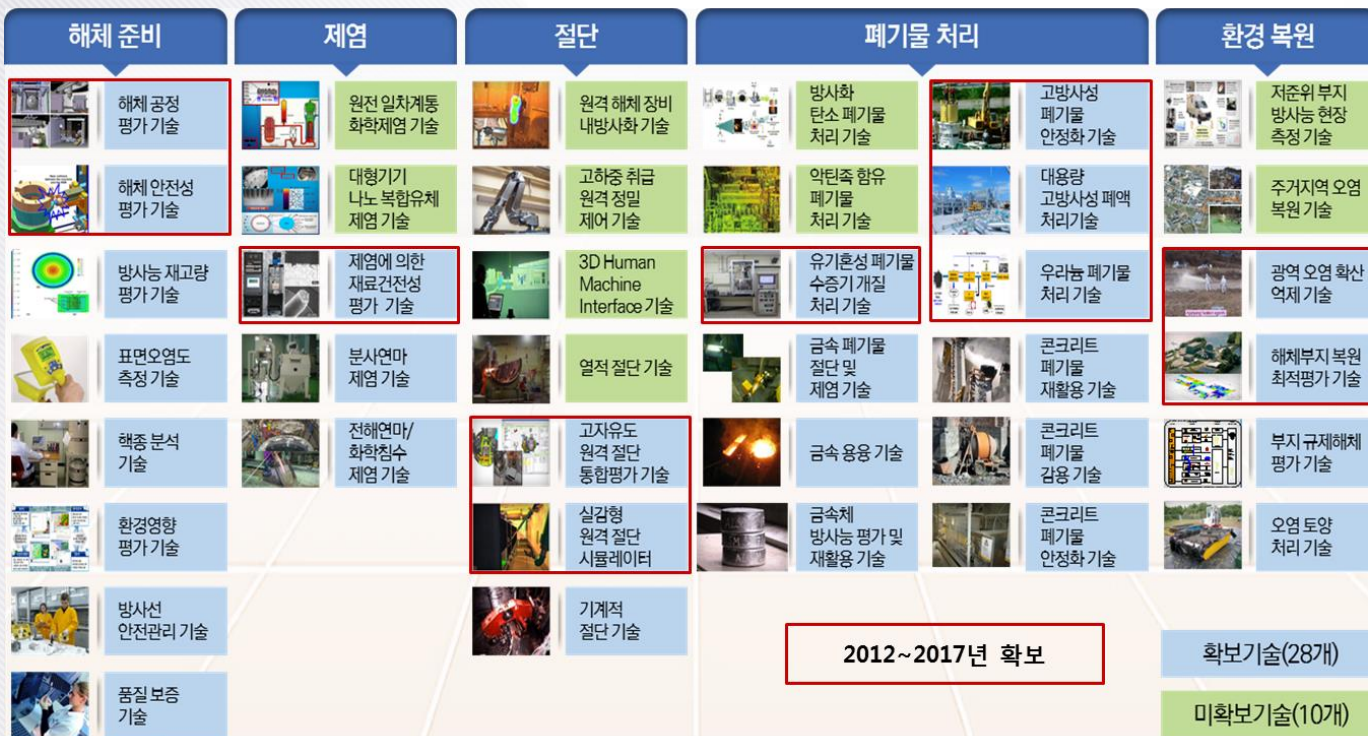 해체 준비
해체 공정
평가 기술
해체 안전성
평가 기술
방사능 재고량
평가 기술
표면오염도
측정 기술
핵종 분석
기술
환경영향
평가 기술
방사선
안전관리 기술
품질 보증
기술
제염
원전 일차계통
화학제염 기술
대형기기
나노 복합유체
제염 기술
제염에 의한
재료건전성
평가 기술
분사연마
제염 기술
전해연마/
화학침수
제염 기술
절단
원격 해체 장비
내방사화 기술
고하중 취급
원격 정밀
제어 기술
3D Human
Machine
Interface 기술
열적 절단 기술
고자유도
원격 절단
통합평가 기술
실감형
원격 절단
시뮬레이터
기계적
절단 기술
폐기물 처리
방사화
탄소 폐기물
처리 기술
악틴족 함유
폐기물
처리 기술
유기혼성 폐기물
수증기 개질
처리 기술
금속 폐기물
절단 및
제염 기술
금속 용융 기술
금속체
방사능 평가 및
재활용 기술
고방사성
폐기물
안정화 기술
대용량
고방사성 폐액
처리기술
우라늄 폐기물
처리 기술
콘크리트
폐기물
재활용 기술
콘크리트
폐기물
감용 기술
콘크리트
폐기물
안정화 기술
환경 복원
저준위 부지
방사능 현장
측정 기술
주거지역 오염
복원 기술
광역 오염 확산
억제 기술
해체부지 복원
최적평가 기술
부지 규제해체
평가 기술
오염 토양
처리 기술
2012~2017년 확보
확보기술(28개)
미확보기술(10개)